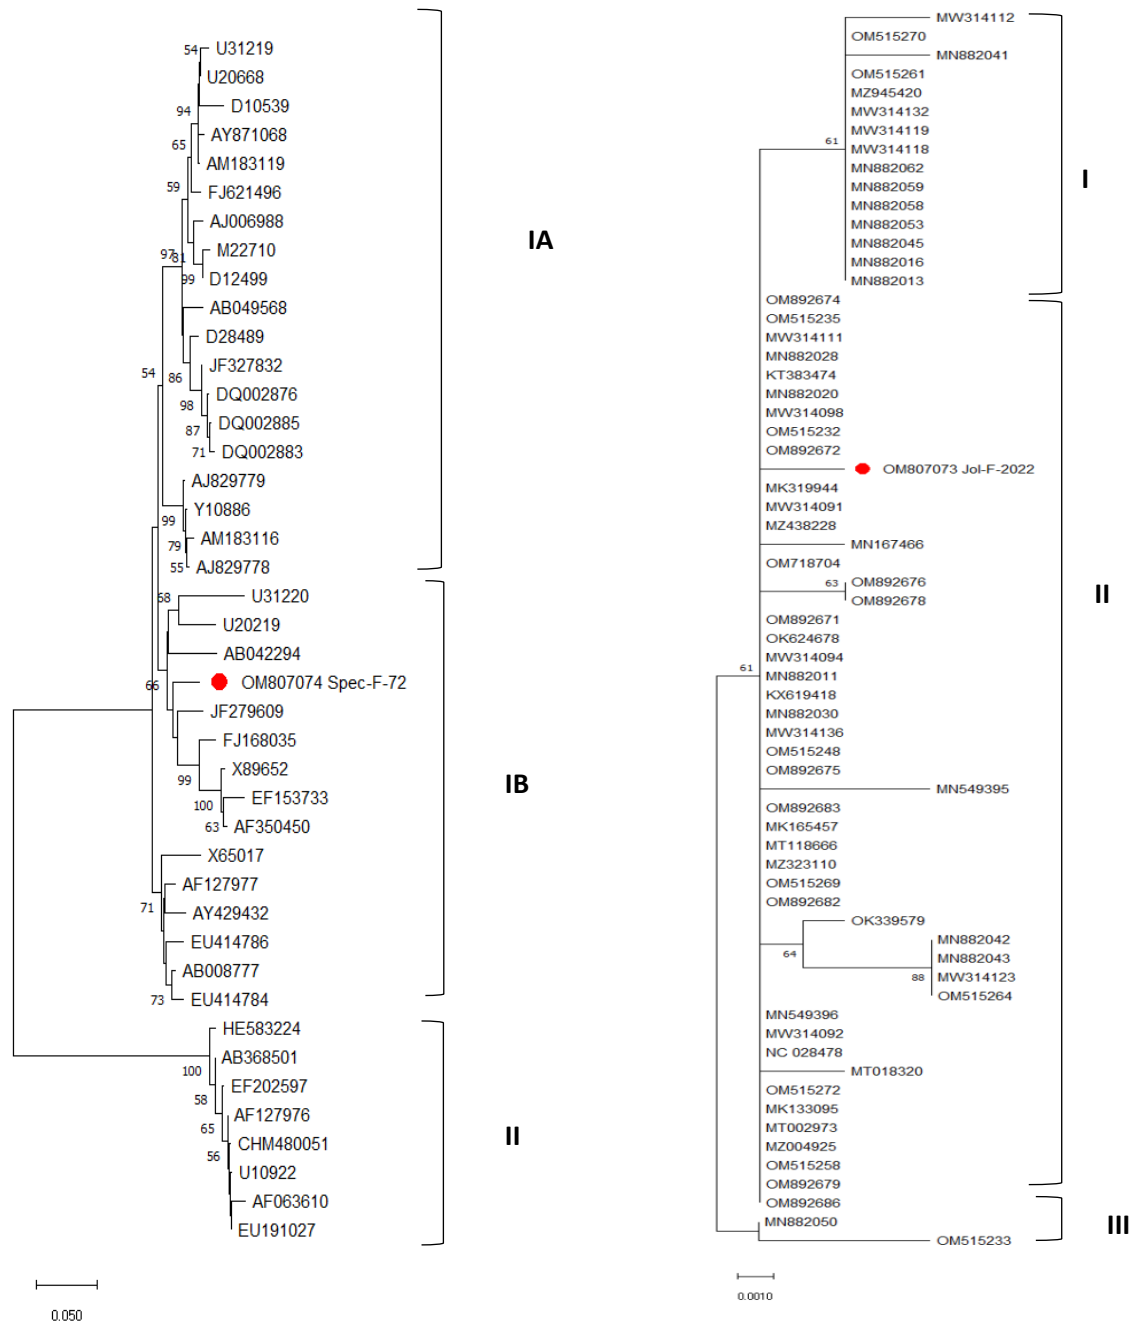 54
U31219
U20668
D10539
94
AY871068
65
AM183119
59
FJ621496
AJ006988
M22710
97
81
D12499
99
AB049568
D28489
JF327832
54
86
DQ002876
98
DQ002885
87
DQ002883
71
AJ829779
Y10886
99
AM183116
79
AJ829778
55
IA
U31220
68
U20219
AB042294
OM807074 Spec-F-72
66
JF279609
FJ168035
X89652
99
EF153733
100
AF350450
63
X65017
AF127977
71
AY429432
EU414786
AB008777
EU414784
73
IB
HE583224
AB368501
100
EF202597
58
AF127976
65
CHM480051
56
U10922
AF063610
EU191027
II
0.050
MW314112
OM515270
MN882041
OM515261
MZ945420
MW314132
MW314119
61
MW314118
MN882062
MN882059
MN882058
MN882053
MN882045
MN882016
MN882013
I
OM892674
OM515235
MW314111
MN882028
KT383474
MN882020
MW314098
OM515232
OM892672
OM807073 Jol-F-2022
MK319944
MW314091
MZ438228
MN167466
OM718704
63
OM892676
OM892678
OM892671
OK624678
MW314094
61
MN882011
KX619418
MN882030
MW314136
OM515248
OM892675
MN549395
OM892683
MK165457
MT118666
MZ323110
OM515269
OM892682
OK339579
64
MN882042
MN882043
88
MW314123
OM515264
MN549396
MW314092
NC 028478
MT018320
OM515272
MK133095
MT002973
MZ004925
OM515258
OM892679
OM892686
II
MN882050
OM515233
III
0.0010